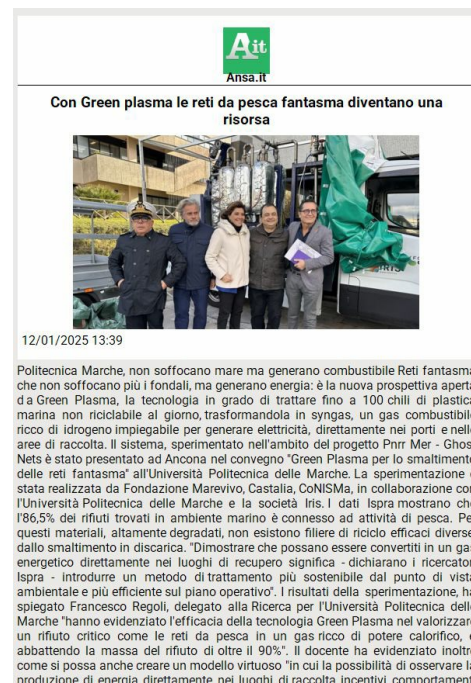 Ait
Ansa.it
Con Green plasma le reti da pesca fantasma diventano una
risorsa
12/01/2025 13:39
Politecnica Marche, non soffocano mare ma generano combustibile Reti fantasma
che non soffocano più i fondali, ma generano energia: è la nuova prospettiva aperta
da Green Plasma, la tecnologia in grado di trattare fino a 100 chili di plastica
marina non riciclabile al giorno, trasformandola in syngas, un gas combustibile
ricco di idrogeno impiegabile per generare elettricità, direttamente nei porti e nelle
aree di raccolta. Il sistema, sperimentato nell'ambito del progetto Pnrr Mer - Ghost
Nets è stato presentato ad Ancona nel convegno "Green Plasma per lo smaltimento
delle reti fantasma" all'Università Politecnica delle Marche. La sperimentazione è
stata realizzata da Fondazione Marevivo, Castalia, CoNISMa, in collaborazione con
l'Università Politecnica delle Marche e la società Iris. I dati Ispra mostrano che
l'86,5% dei rifiuti trovati in ambiente marino è connesso ad attività di pesca. Per
questi materiali, altamente degradati, non esistono filiere di riciclo efficaci diverse
dallo smaltimento in discarica. "Dimostrare che possano essere convertiti in un gas
energetico direttamente nei luoghi di recupero significa - dichiarano i ricercatori
Ispra - introdurre un metodo di trattamento più sostenibile dal punto di vista
ambientale e più efficiente sul piano operativo". I risultati della sperimentazione, ha
spiegato Francesco Regoli, delegato alla Ricerca per l'Università Politecnica delle
Marche "hanno evidenziato l'efficacia della tecnologia Green Plasma nel valorizzare
un rifiuto critico come le reti da pesca in un gas ricco di potere calorifico, e
abbattendo la massa del rifiuto di oltre il 90%". Il docente ha evidenziato inoltre
come si possa anche creare un modello virtuoso "in cui la possibilità di osservare la
produzione di energia direttamente nei luoghi di raccolta incentivi comportamenti